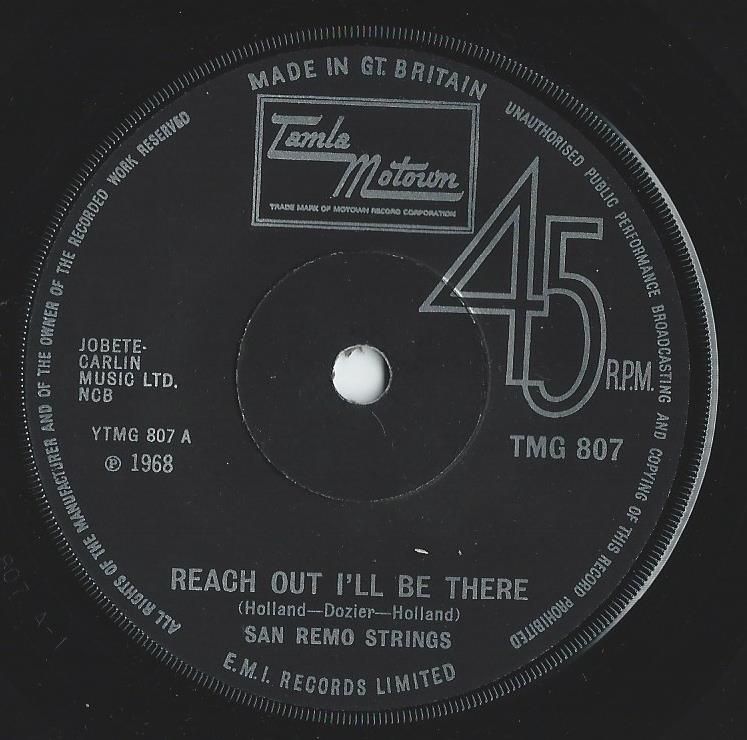 MADE IN GT. BRITAIN
Tamla
Motown
TRADE MARK OF MOTOWN RECORD CORPORATION
45
R.P.M.
JOBETE-
CARLIN
MUSIC LTD.
NCB
YTMG 807 A
℗ 1968
TMG 807
REACH OUT I'LL BE THERE
(Holland—Dozier—Holland)
SAN REMO STRINGS
E.M.I. RECORDS LIMITED
ALL RIGHTS OF THE MANUFACTURER AND OF THE OWNER OF THE RECORDED WORK RESERVED
UNAUTHORISED PUBLIC PERFORMANCE BROADCASTING AND COPYING OF THIS RECORD PROHIBITED
807 A-1